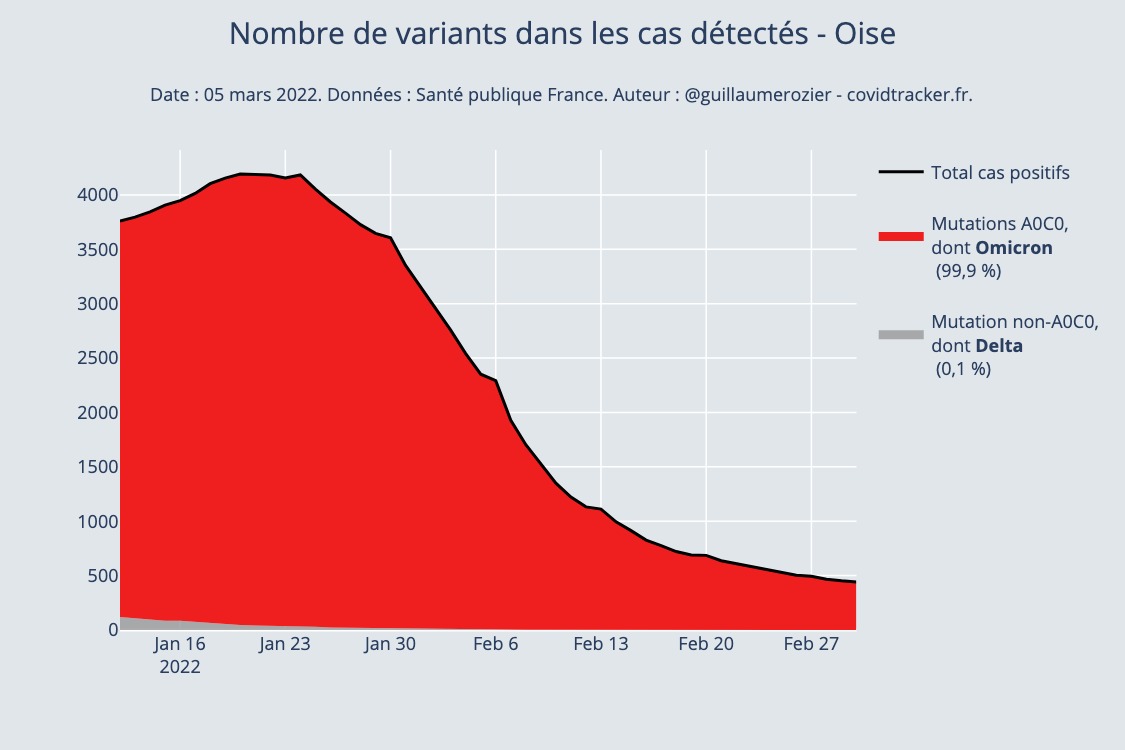 Nombre de variants dans les cas détectés - Oise
Date : 05 mars 2022. Données : Santé publique France. Auteur : @guillaumerozier - covidtracker.fr.
Total cas positifs
Mutations A0C0,
dont Omicron
(99,9 %)
Mutation non-A0C0,
dont Delta
(0,1 %)
4000
3500
3000
2500
2000
1500
1000
500
0
Jan 16 Jan 23 Jan 30 Feb 6 Feb 13 Feb 20 Feb 27
2022